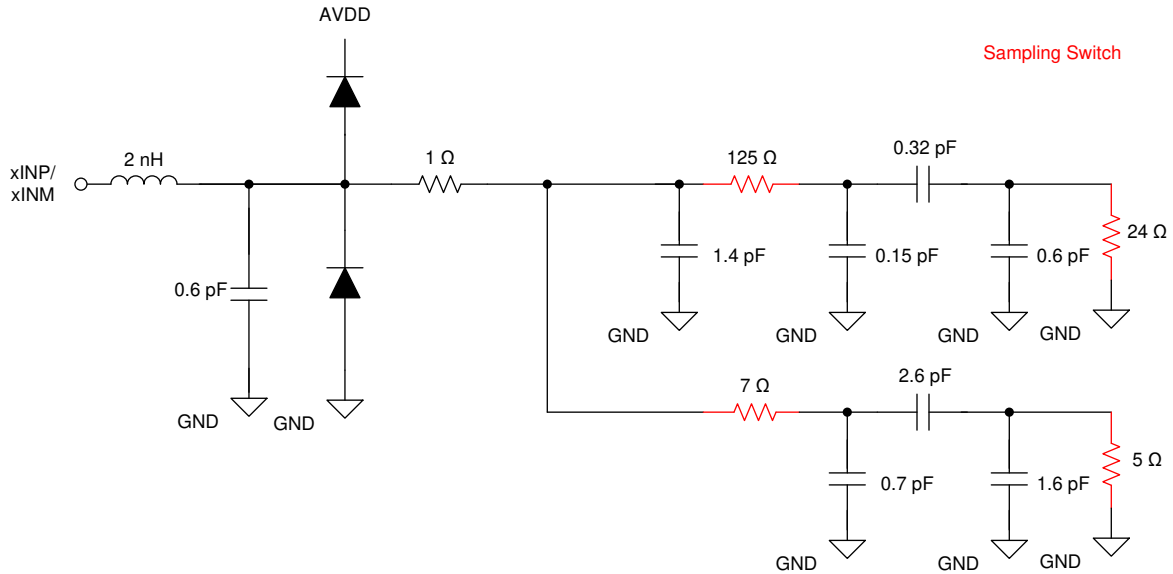 AVDD
Sampling Switch
xINP/
xINM
2 nH
1 Ω
125 Ω
0.32 pF
24 Ω
0.6 pF
1.4 pF
0.15 pF
0.6 pF
GND
GND
GND
GND
7 Ω
2.6 pF
GND
GND
5 Ω
0.7 pF
1.6 pF
GND
GND
GND